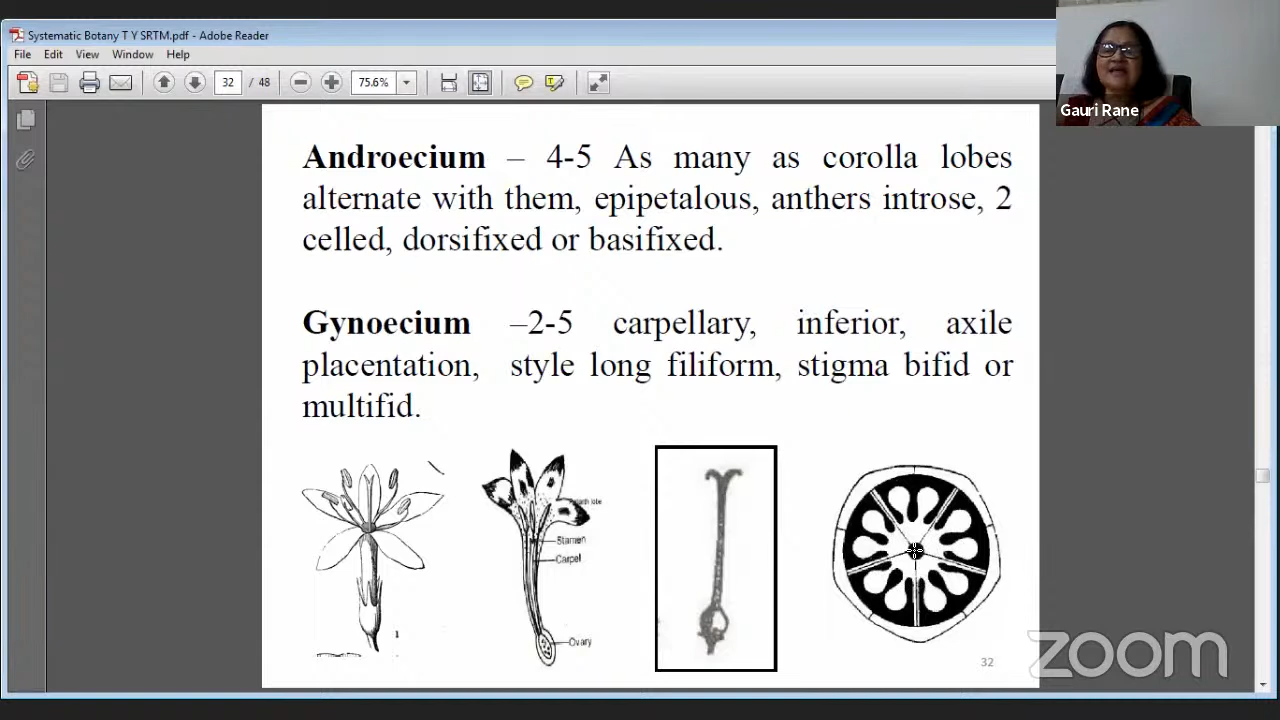 Systematic Botany T Y SRTM.pdf - Adobe Reader
File Edit View Window Help
32 / 48 75.6%
Gauri Rane
Androecium – 4-5 As many as corolla lobes
alternate with them, epipetalous, anthers introse, 2
celled, dorsifixed or basifixed.
Gynoecium –2-5 carpellary, inferior, axile
placentation, style long filiform, stigma bifid or
multifid.
lobe
Stamen
Carpel
Ovary
1
32
zoom